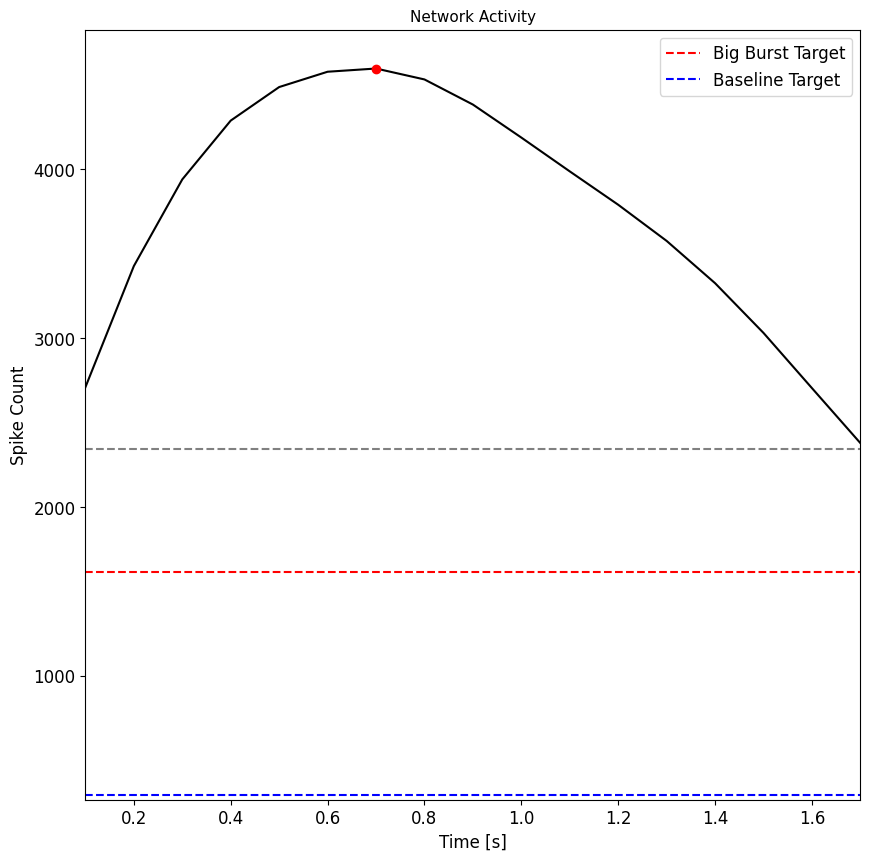 Network Activity
Big Burst Target
Baseline Target
Spike Count
4000
3000
2000
1000
0.2 0.4 0.6 0.8 1.0 1.2 1.4 1.6
Time [s]